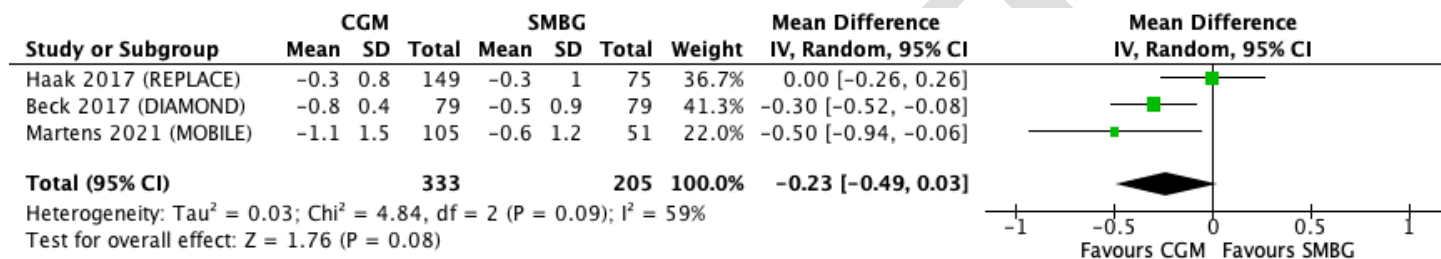 CGM SMBG Mean Difference Mean Difference
Study or Subgroup Mean SD Total Mean SD Total Weight IV, Random, 95% CI IV, Random, 95% CI
Haak 2017 (REPLACE) −0.3 0.8 149 −0.3 1 75 36.7% 0.00 [−0.26, 0.26]
Beck 2017 (DIAMOND) −0.8 0.4 79 −0.5 0.9 79 41.3% −0.30 [−0.52, −0.08]
Martens 2021 (MOBILE) −1.1 1.5 105 −0.6 1.2 51 22.0% −0.50 [−0.94, −0.06]
Total (95% CI) 333 205 100.0% −0.23 [−0.49, 0.03]
Heterogeneity: Tau² = 0.03; Chi² = 4.84, df = 2 (P = 0.09); I² = 59%
Test for overall effect: Z = 1.76 (P = 0.08)
−1 −0.5 0 0.5 1
Favours CGM Favours SMBG